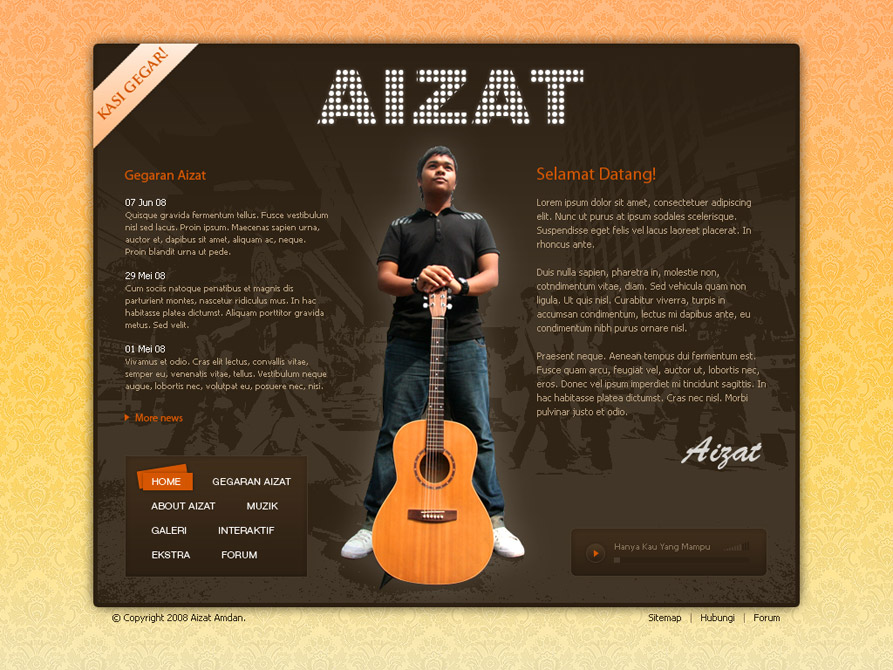 KASI GEGAR!
AIZAT
Gegaran Aizat
07 Jun 08
Quisque gravida fermentum tellus. Fusce vestibulum
nisl sed lacus. Proin ipsum. Maecenas sapien urna,
auctor et, dapibus sit amet, aliquam ac, neque.
Proin blandit urna ut pede.
29 Mei 08
Cum sociis natoque penatibus et magnis dis
parturient montes, nascetur ridiculus mus. In hac
habitasse platea dictumst. Aliquam porttitor gravida
metus. Sed velit.
01 Mei 08
Vivamus et odio. Cras elit lectus, convallis vitae,
semper eu, venenatis vitae, tellus. Vestibulum neque
augue, lobortis nec, volutpat eu, posuere nec, nisi.
More news
HOME GEGARAN AIZAT
ABOUT AIZAT MUZIK
GALERI INTERAKTIF
EKSTRA FORUM
Selamat Datang!
Lorem ipsum dolor sit amet, consectetuer adipiscing
elit. Nunc ut purus at ipsum sodales scelerisque.
Suspendisse eget felis vel lacus laoreet placerat. In
rhoncus ante.
Duis nulla sapien, pharetra in, molestie non,
cotndimentum vitae, diam. Sed vehicula quam non
ligula. Ut quis nisl. Curabitur viverra, turpis in
accumsan condimentum, lectus mi dapibus ante, eu
condimentum nibh purus ornare nisl.
Praesent neque. Aenean tempus dui fermentum est.
Fusce quam arcu, feugiat vel, auctor ut, lobortis nec,
eros. Donec vel ipsum imperdiet mi tincidunt sagittis. In
hac habitasse platea dictumst. Cras nec nisl. Morbi
pulvinar justo et odio.
Aizat
Hanya Kau Yang Mampu
© Copyright 2008 Aizat Amdan.
Sitemap | Hubungi | Forum